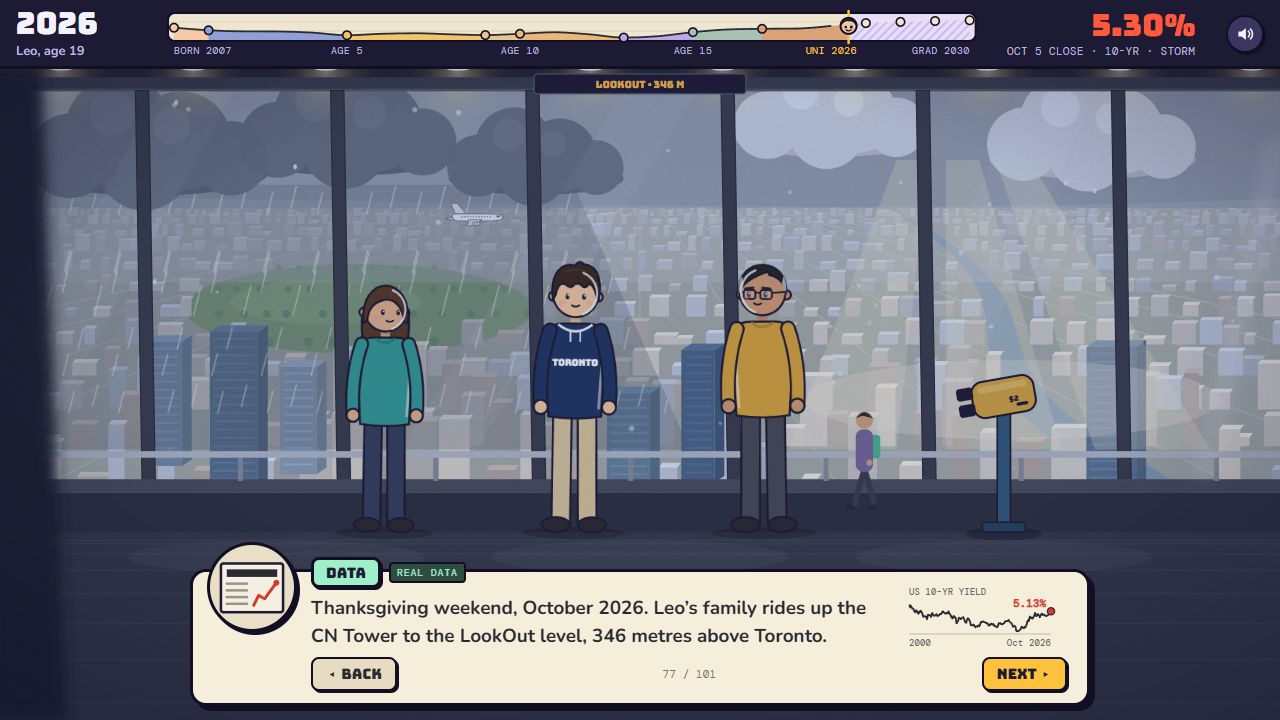 2026
Leo, age 19
BORN 2007
AGE 5
AGE 10
AGE 15
UNI 2026
GRAD 2030
5.30%
OCT 5 CLOSE · 10-YR · STORM
LOOKOUT · 346 M
TORONTO
$2
DATA
REAL DATA
Thanksgiving weekend, October 2026. Leo's family rides up the
CN Tower to the LookOut level, 346 metres above Toronto.
US 10-YR YIELD
5.13%
2000
Oct 2026
◂ BACK
77 / 101
NEXT ▸